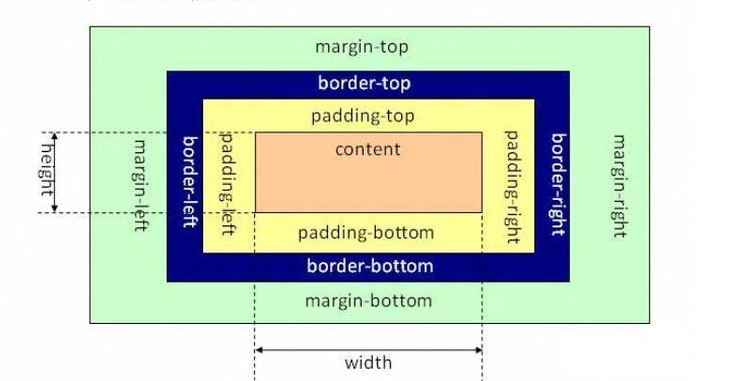 margin-top
border-top
padding-top
content
height
margin-left
border-left
padding-left
padding-right
border-right
margin-right
padding-bottom
border-bottom
margin-bottom
width